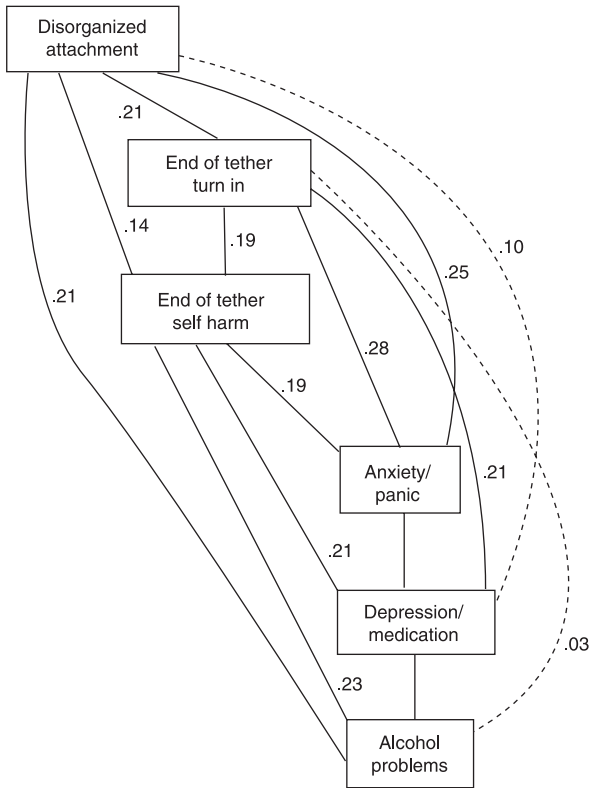 Disorganized
attachment
.21
End of tether
turn in
.14
.19
.10
.25
.21
End of tether
self harm
.28
.19
Anxiety/
panic
.21
.21
Depression/
medication
.03
.23
Alcohol
problems